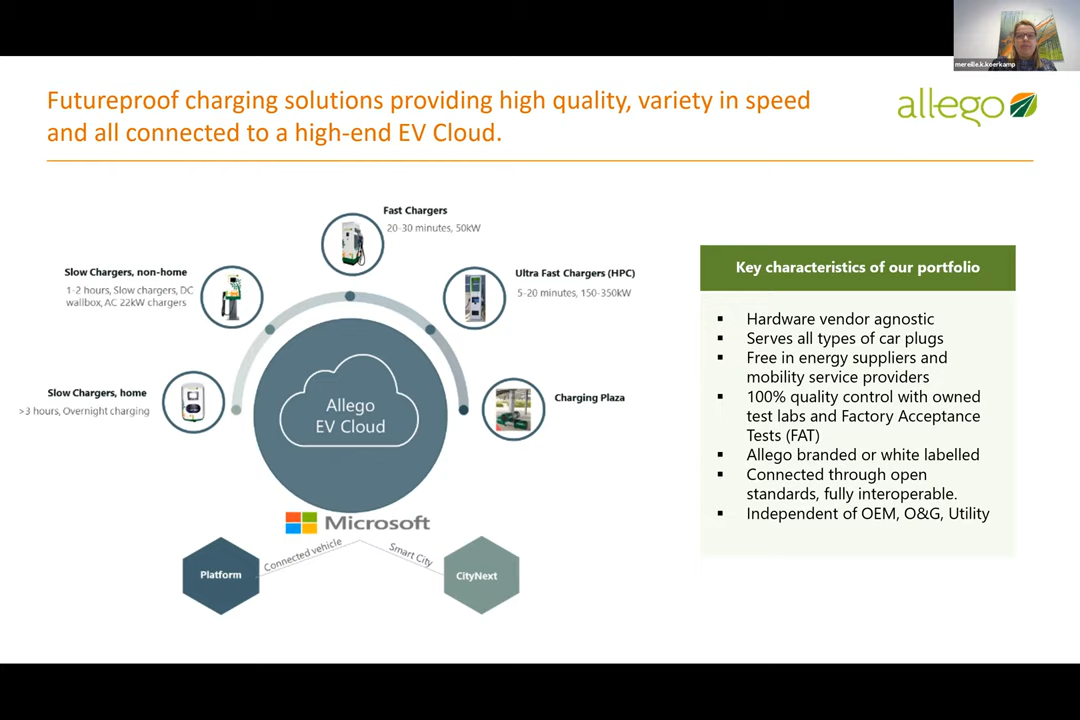 mereille.k.koerkamp
Futureproof charging solutions providing high quality, variety in speed
and all connected to a high-end EV Cloud.
allego
Fast Chargers
20-30 minutes, 50kW
Slow Chargers, non-home
1-2 hours, Slow chargers, DC
wallbox, AC 22kW chargers
Ultra Fast Chargers (HPC)
5-20 minutes, 150-350kW
Slow Chargers, home
>3 hours, Overnight charging
Charging Plaza
Allego
EV Cloud
Microsoft
Connected vehicle
Smart City
Platform
CityNext
Key characteristics of our portfolio
▪ Hardware vendor agnostic
▪ Serves all types of car plugs
▪ Free in energy suppliers and
mobility service providers
▪ 100% quality control with owned
test labs and Factory Acceptance
Tests (FAT)
▪ Allego branded or white labelled
▪ Connected through open
standards, fully interoperable.
▪ Independent of OEM, O&G, Utility